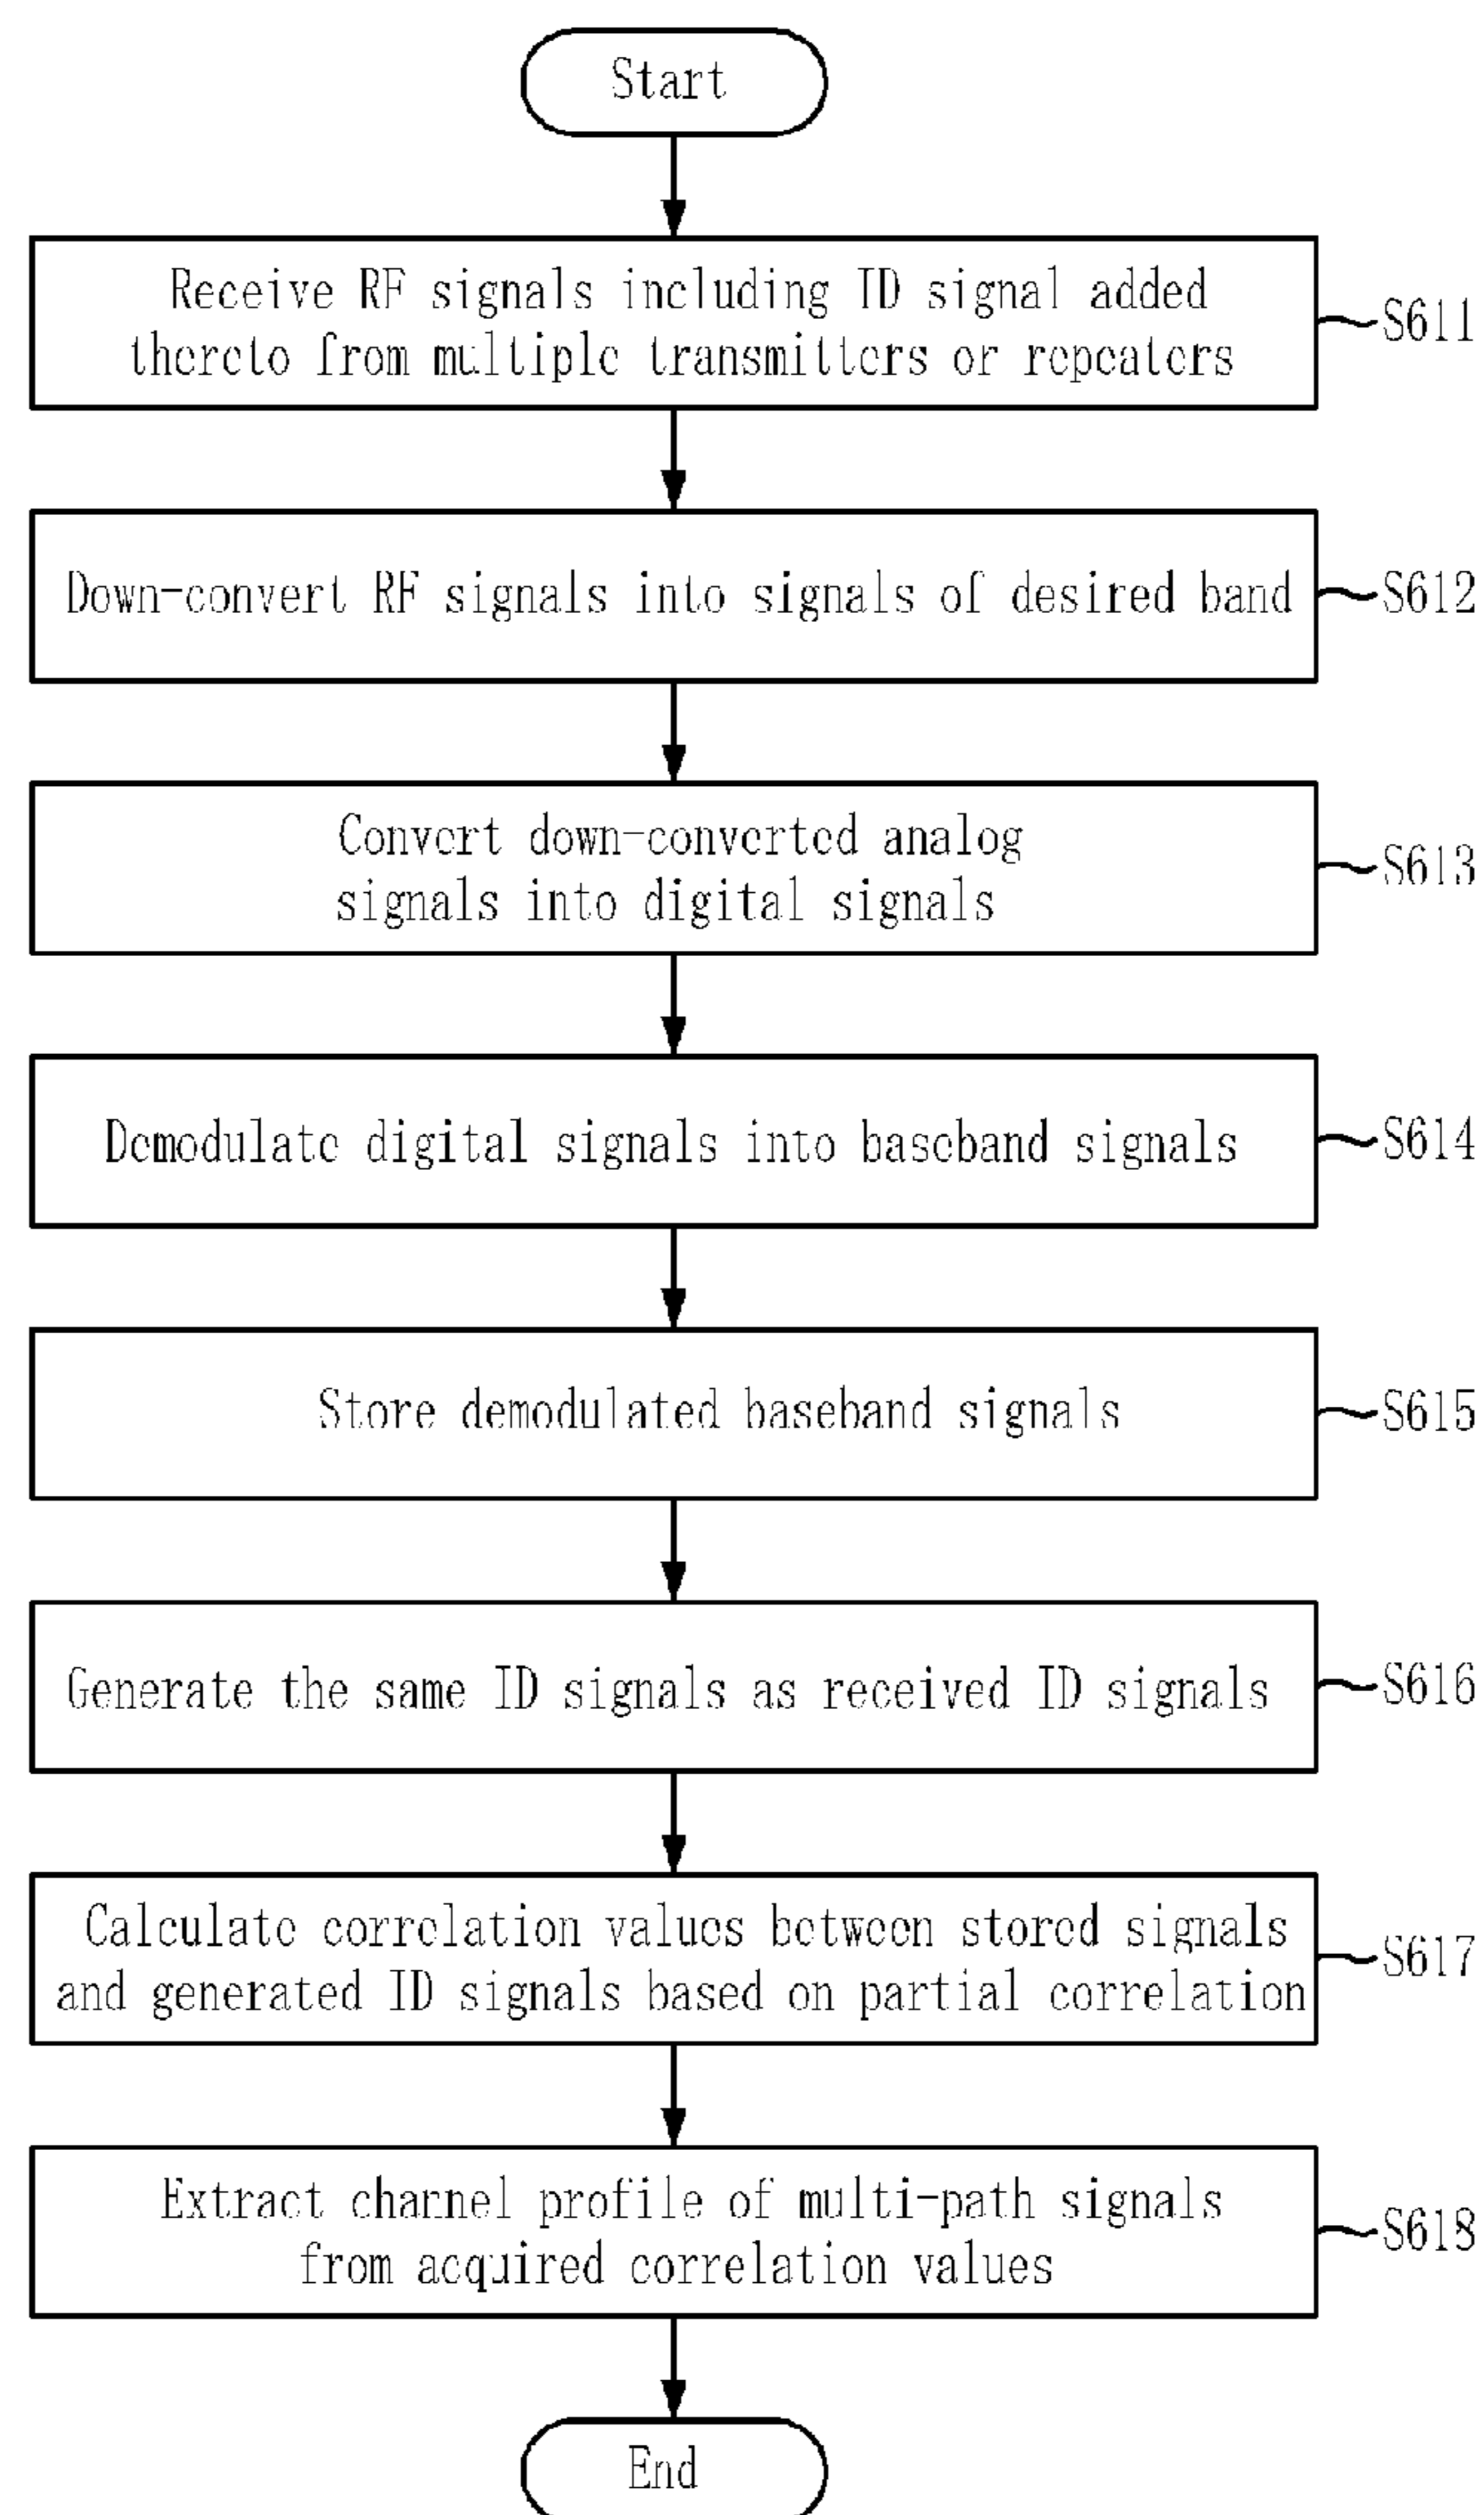 Start
Receive RF signals including ID signal added
thereto from multiple transmitters or repeaters
S611
Down-convert RF signals into signals of desired band
S612
Convert down-converted analog
signals into digital signals
S613
Demodulate digital signals into baseband signals
S614
Store demodulated baseband signals
S615
Generate the same ID signals as received ID signals
S616
Calculate correlation values between stored signals
and generated ID signals based on partial correlation
S617
Extract channel profile of multi-path signals
from acquired correlation values
S618
End